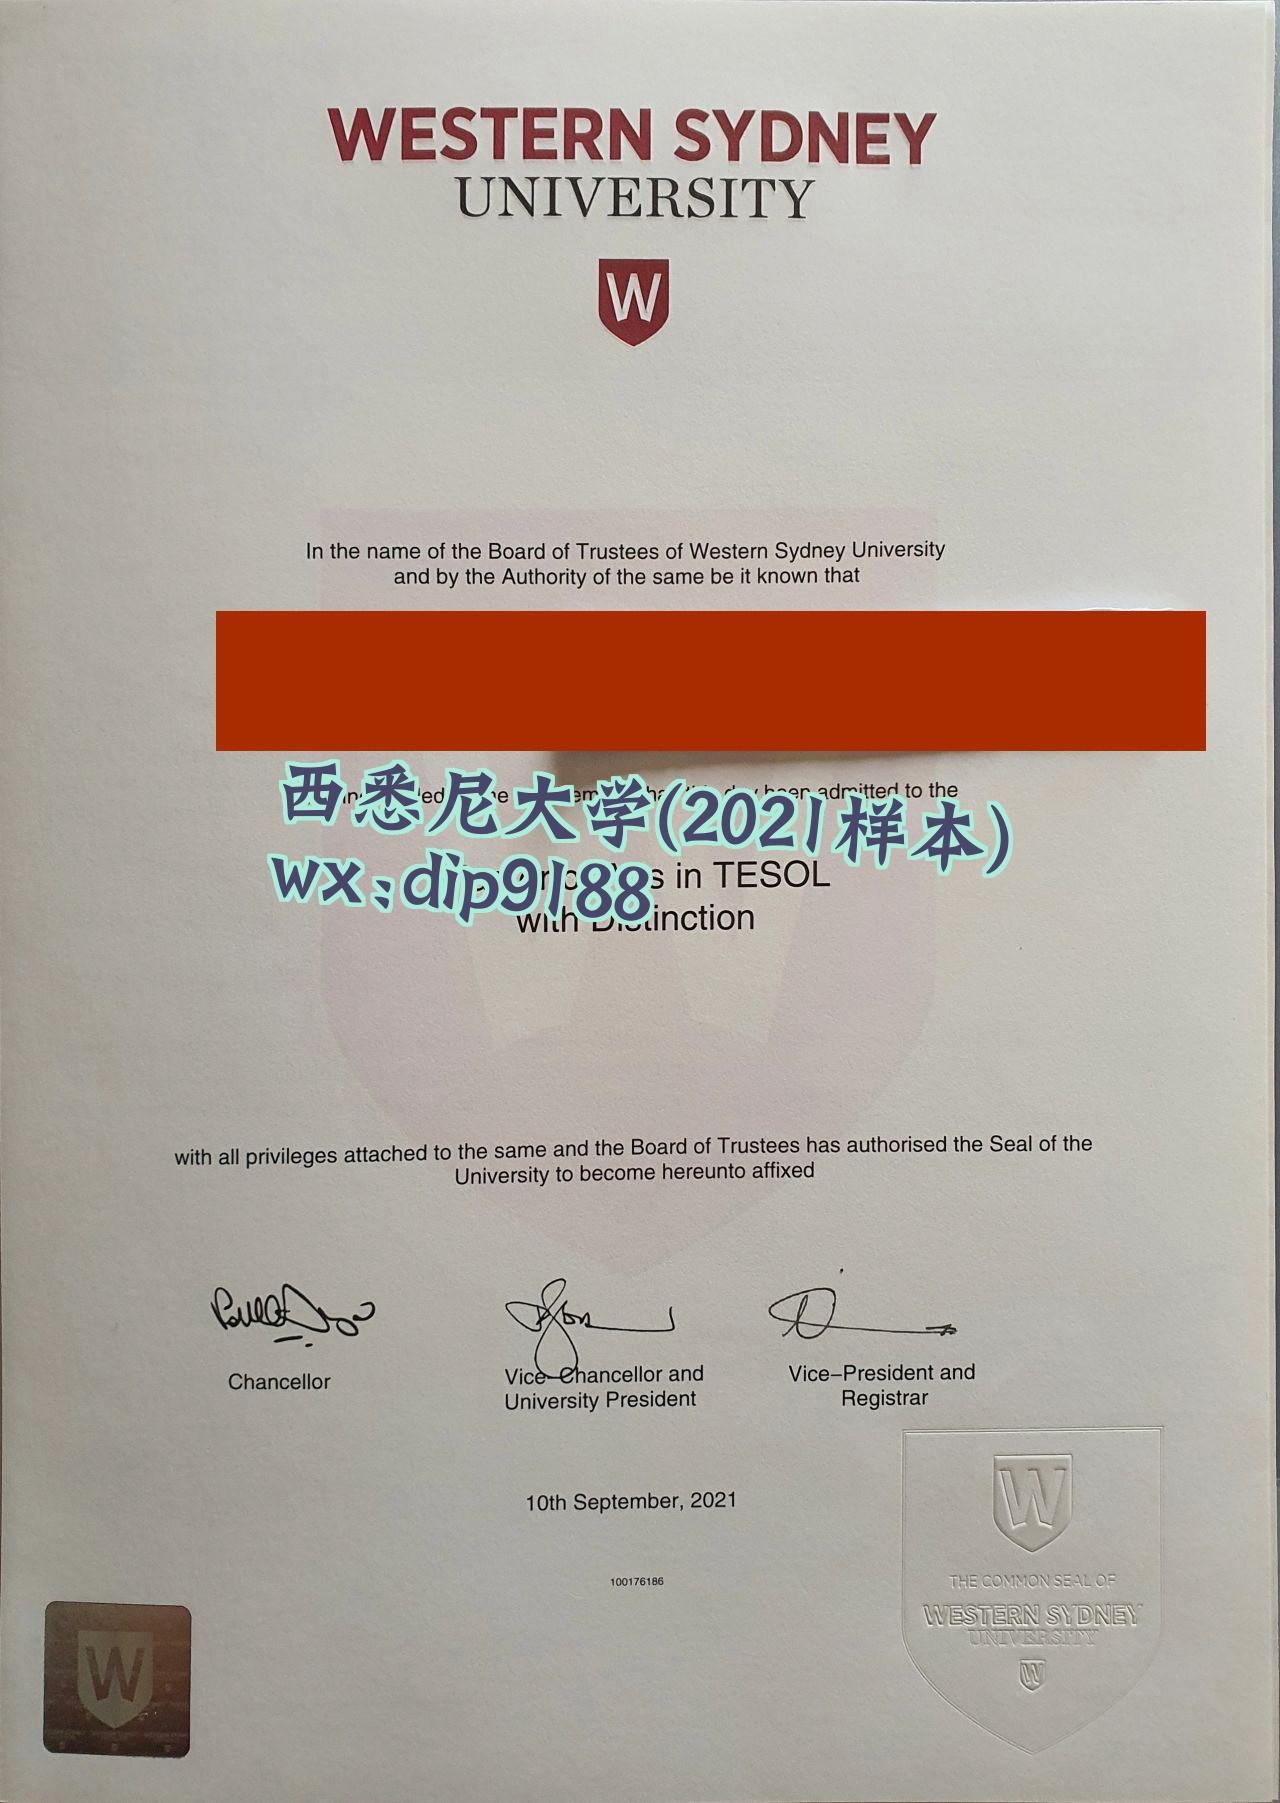 WESTERN SYDNEY
UNIVERSITY
W
In the name of the Board of Trustees of Western Sydney University
and by the Authority of the same be it known that
been admitted to the
西悉尼大学(2021样本)
wx:dip9188
in TESOL
with Distinction
with all privileges attached to the same and the Board of Trustees has authorised the Seal of the
University to become hereunto affixed
Chancellor
Vice-Chancellor and
University President
Vice-President and
Registrar
10th September, 2021
100176186
W
THE COMMON SEAL OF
WESTERN SYDNEY
UNIVERSITY
W
W